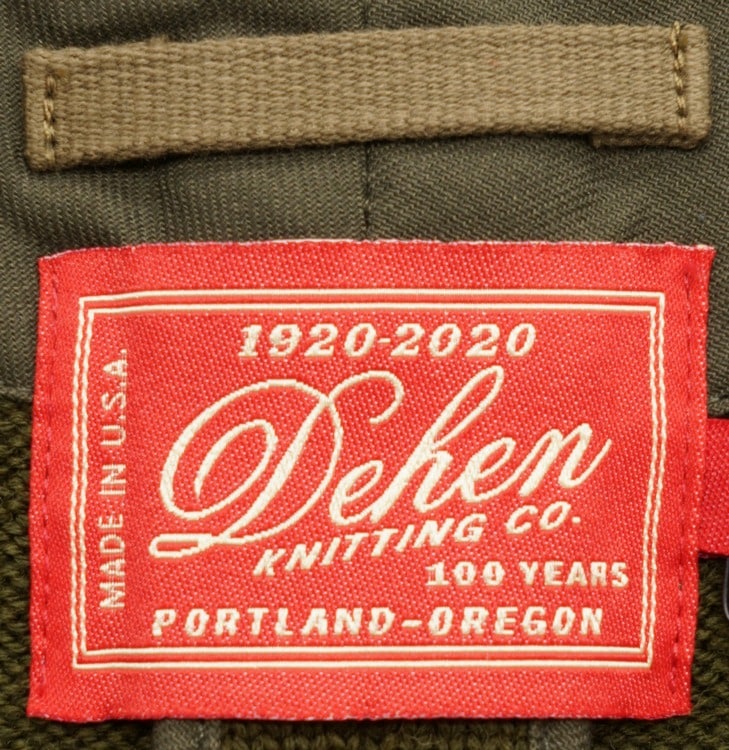 1920-2020
MADE IN U.S.A.
Dehen
KNITTING CO.
100 YEARS
PORTLAND-OREGON